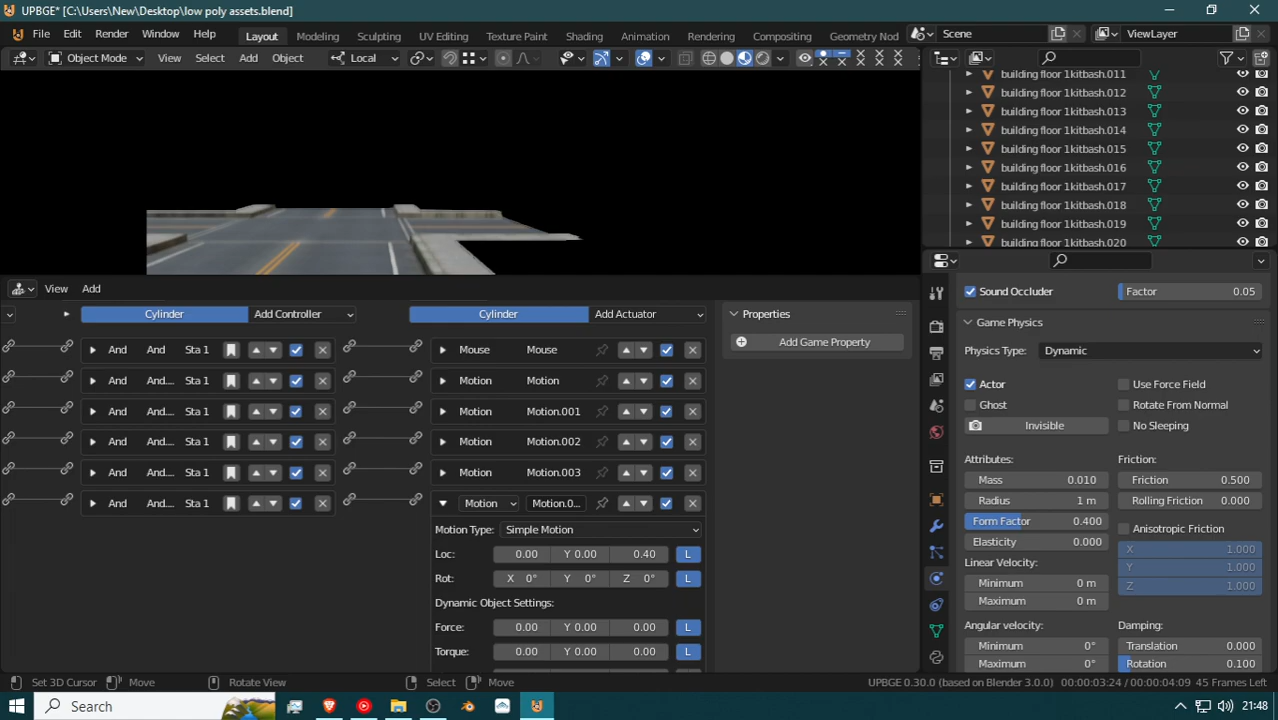 UPBGE* [C:\Users\New\Desktop\low poly assets.blend]
File Edit Render Window Help Layout Modeling Sculpting UV Editing Texture Paint Shading Animation Rendering Compositing Geometry Nod Scene ViewLayer
Object Mode View Select Add Object Local
building floor 1kitbash.011
building floor 1kitbash.012
building floor 1kitbash.013
building floor 1kitbash.014
building floor 1kitbash.015
building floor 1kitbash.016
building floor 1kitbash.017
building floor 1kitbash.018
building floor 1kitbash.019
building floor 1kitbash.020
View Add
Cylinder Add Controller Cylinder Add Actuator
And And Sta 1 Mouse Mouse
And And... Sta 1 Motion Motion
And And... Sta 1 Motion Motion.001
And And... Sta 1 Motion Motion.002
And And... Sta 1 Motion Motion.003
And And... Sta 1 Motion Motion.0...
Motion Type: Simple Motion
Loc: 0.00 Y 0.00 0.40 L
Rot: X 0° Y 0° Z 0° L
Dynamic Object Settings:
Force: 0.00 Y 0.00 0.00 L
Torque: 0.00 Y 0.00 0.00 L
Properties
Add Game Property
Sound Occluder Factor 0.05
Game Physics
Physics Type: Dynamic
Actor Use Force Field
Ghost Rotate From Normal
Invisible No Sleeping
Attributes: Friction:
Mass 0.010 Friction 0.500
Radius 1 m Rolling Friction 0.000
Form Factor 0.400 Anisotropic Friction
Elasticity 0.000 X 1.000
Linear Velocity: Y 1.000
Minimum 0 m Z 1.000
Maximum 0 m
Angular velocity: Damping:
Minimum 0° Translation 0.000
Maximum 0° Rotation 0.100
Set 3D Cursor Move Rotate View Select Move UPBGE 0.30.0 (based on Blender 3.0.0) 00:00:03:24 / 00:00:04:09 45 Frames Left
Search 21:48